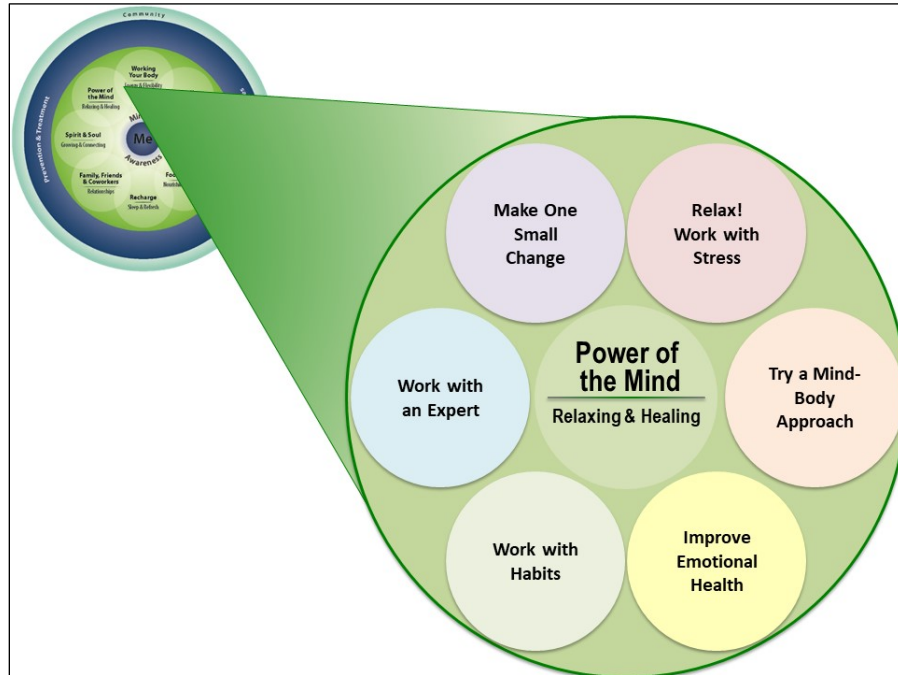 Community
Working
Your Body
Power of
the Mind
Relaxing & Healing
Prevention & Treatment
Spirit & Soul
Growing & Connecting
Me
Awareness
Family, Friends
& Coworkers
Relationships
Recharge
Sleep & Refresh
Make One
Small
Change
Relax!
Work with
Stress
Work with
an Expert
Power of
the Mind
Relaxing & Healing
Try a Mind-
Body
Approach
Work with
Habits
Improve
Emotional
Health